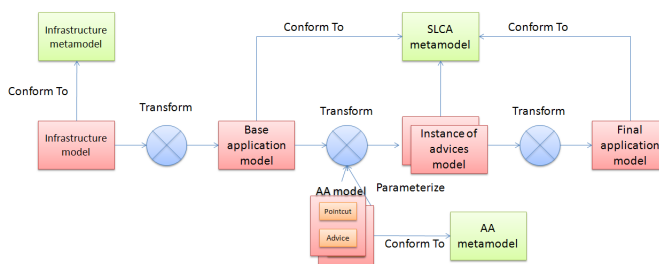 Infrastructure
metamodel
Conform To
SLCA
metamodel
Conform To
Conform To
Transform
Transform
Transform
Infrastructure
model
Base
application
model
Instance of
advices model
Final
application
model
AA model
Parameterize
Pointcut
Advice
Conform To
AA
metamodel